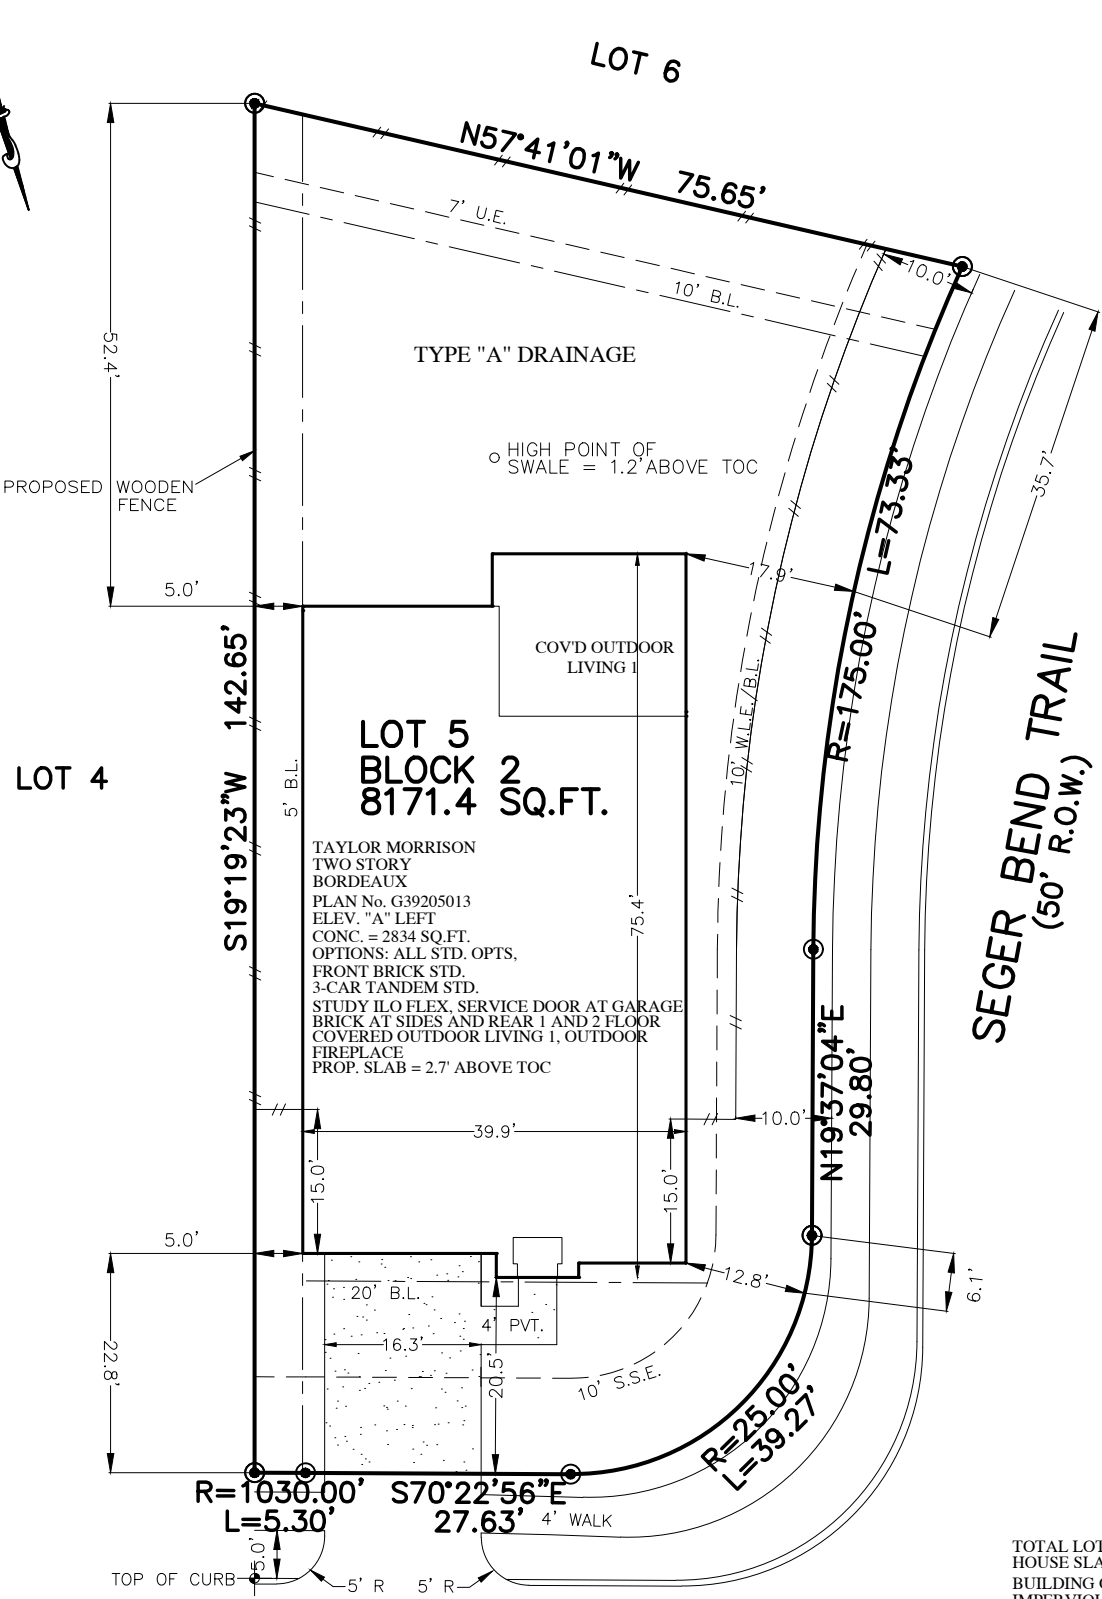 LOT 6
N57°41'01"W 75.65'
7' U.E.
10' B.L.
10.0'
52.4'
TYPE "A" DRAINAGE
HIGH POINT OF
SWALE = 1.2' ABOVE TOC
PROPOSED WOODEN
FENCE
35.7'
L=73.33'
R=175.00'
5.0'
17.9'
COV'D OUTDOOR
LIVING 1
S19°19'23"W 142.65'
10' W.L.E./B.L.
SEGER BEND TRAIL
(50' R.O.W.)
LOT 5
BLOCK 2
8171.4 SQ.FT.
LOT 4
5' B.L.
TAYLOR MORRISON
TWO STORY
BORDEAUX
PLAN No. G39205013
ELEV. "A" LEFT
CONC. = 2834 SQ.FT.
OPTIONS: ALL STD. OPTS,
FRONT BRICK STD.
3-CAR TANDEM STD.
STUDY ILO FLEX, SERVICE DOOR AT GARAGE
BRICK AT SIDES AND REAR 1 AND 2 FLOOR
COVERED OUTDOOR LIVING 1, OUTDOOR
FIREPLACE
PROP. SLAB = 2.7' ABOVE TOC
75.4'
N19°37'04"E
29.80'
39.9'
10.0'
15.0'
15.0'
5.0'
12.8'
6.1'
20' B.L.
4' PVT.
16.3'
20.5'
22.8'
10' S.S.E.
R=25.00'
L=39.27'
R=1030.00'
L=5.30'
S70°22'56"E
27.63'
4' WALK
5.0'
TOP OF CURB
5' R
5' R
TOTAL LOT
HOUSE SLA
BUILDING